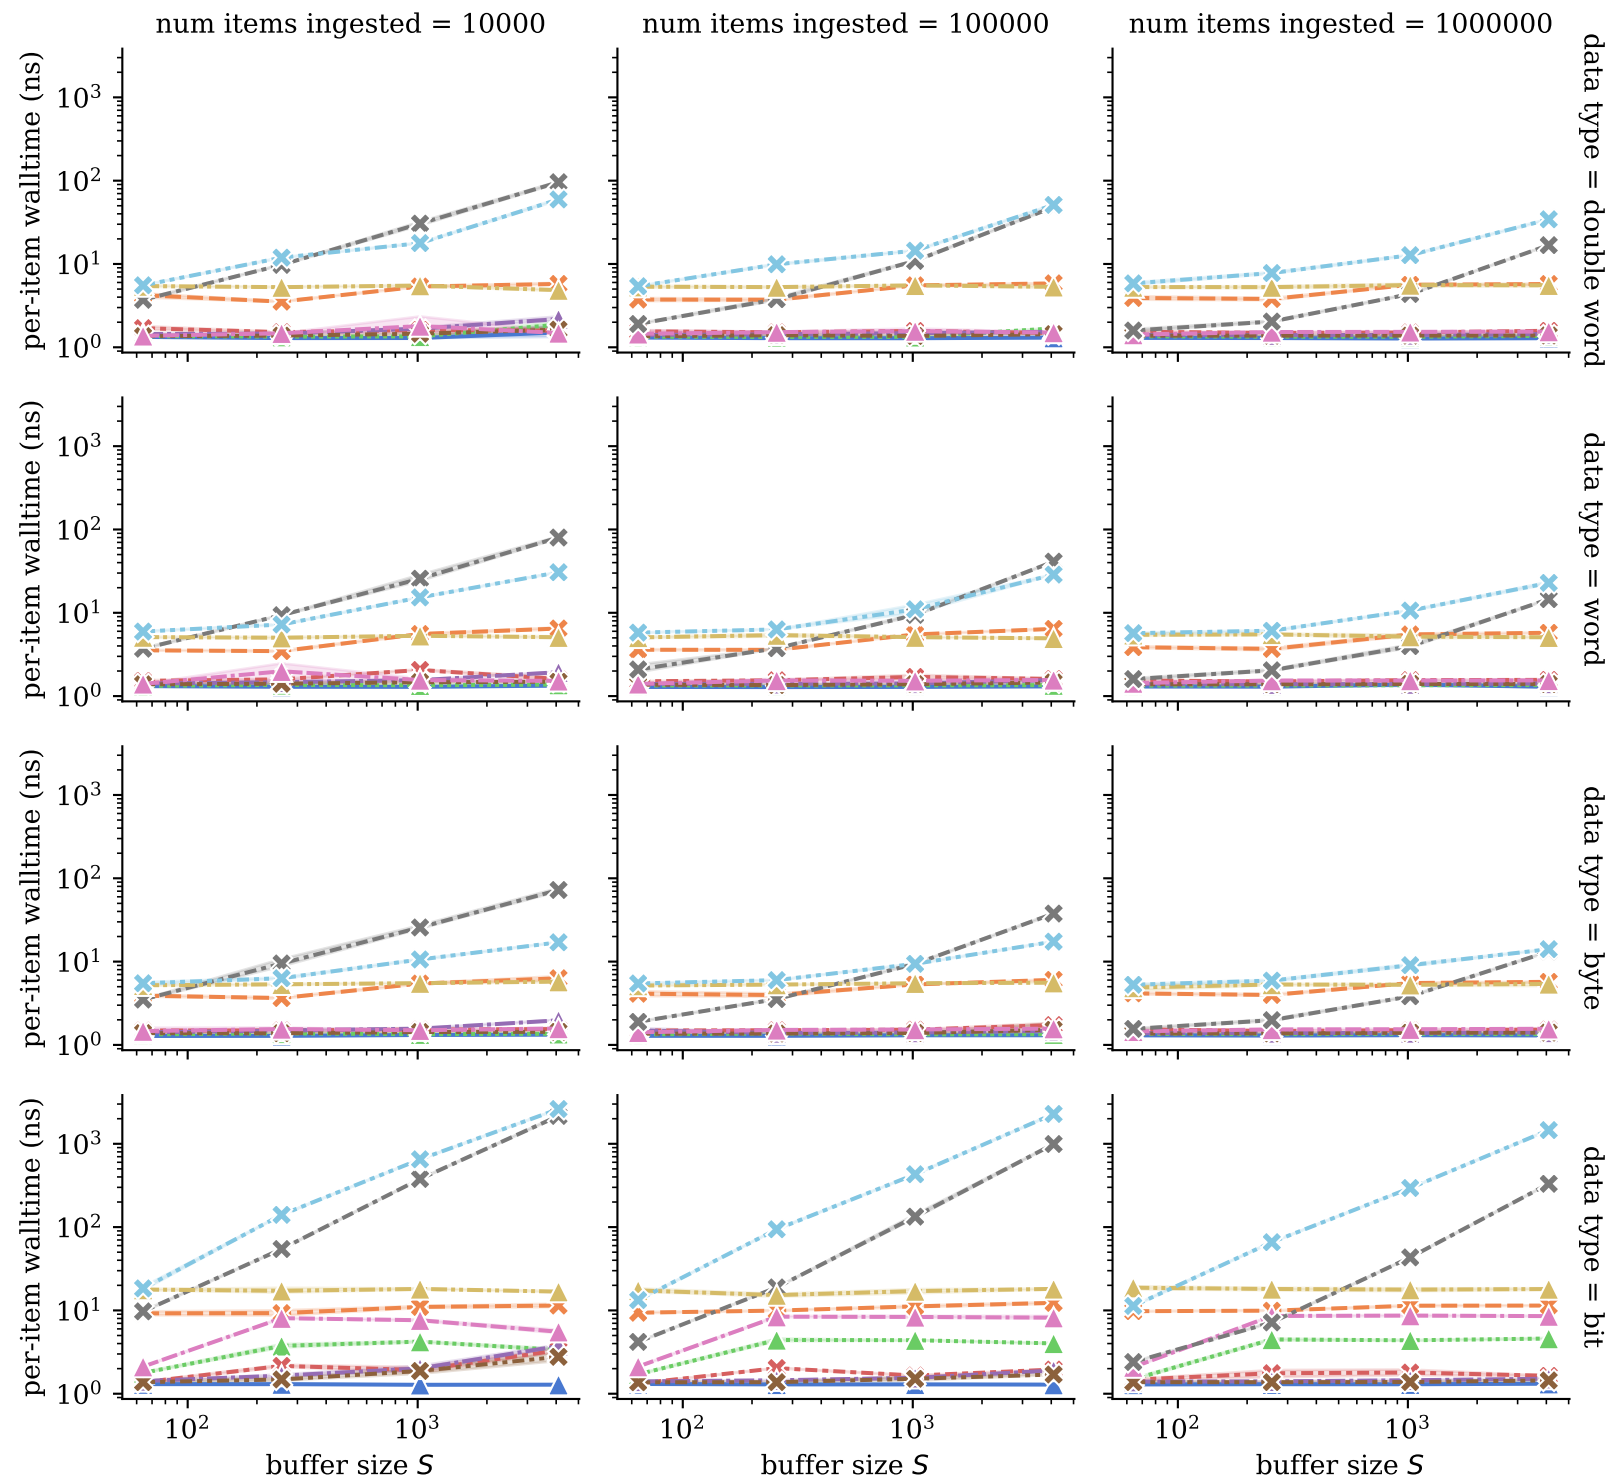 num items ingested = 10000
num items ingested = 100000
num items ingested = 1000000
per-item walltime (ns)
10³
10²
10¹
10⁰
data type = double word
per-item walltime (ns)
10³
10²
10¹
10⁰
data type = word
per-item walltime (ns)
10³
10²
10¹
10⁰
data type = byte
per-item walltime (ns)
10³
10²
10¹
10⁰
data type = bit
10² 10³
10² 10³
10² 10³
buffer size S
buffer size S
buffer size S